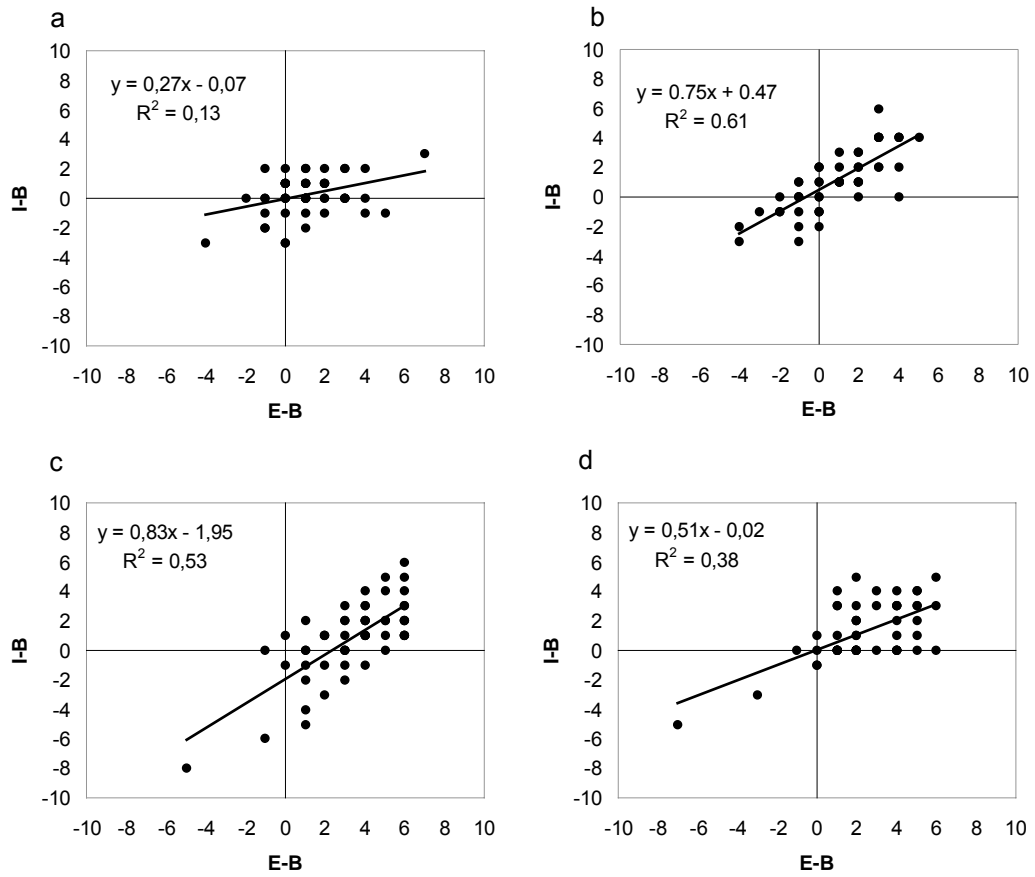 a
10
8
6
4
2
0
-2
-4
-6
-8
-10
y = 0,27x - 0,07
R² = 0,13
I-B
-10 -8 -6 -4 -2 0 2 4 6 8 10
E-B
b
10
8
6
4
2
0
-2
-4
-6
-8
-10
y = 0.75x + 0.47
R² = 0.61
I-B
-10 -8 -6 -4 -2 0 2 4 6 8 10
E-B
c
10
8
6
4
2
0
-2
-4
-6
-8
-10
y = 0,83x - 1,95
R² = 0,53
I-B
-10 -8 -6 -4 -2 0 2 4 6 8 10
E-B
d
10
8
6
4
2
0
-2
-4
-6
-8
-10
y = 0,51x - 0,02
R² = 0,38
I-B
-10 -8 -6 -4 -2 0 2 4 6 8 10
E-B